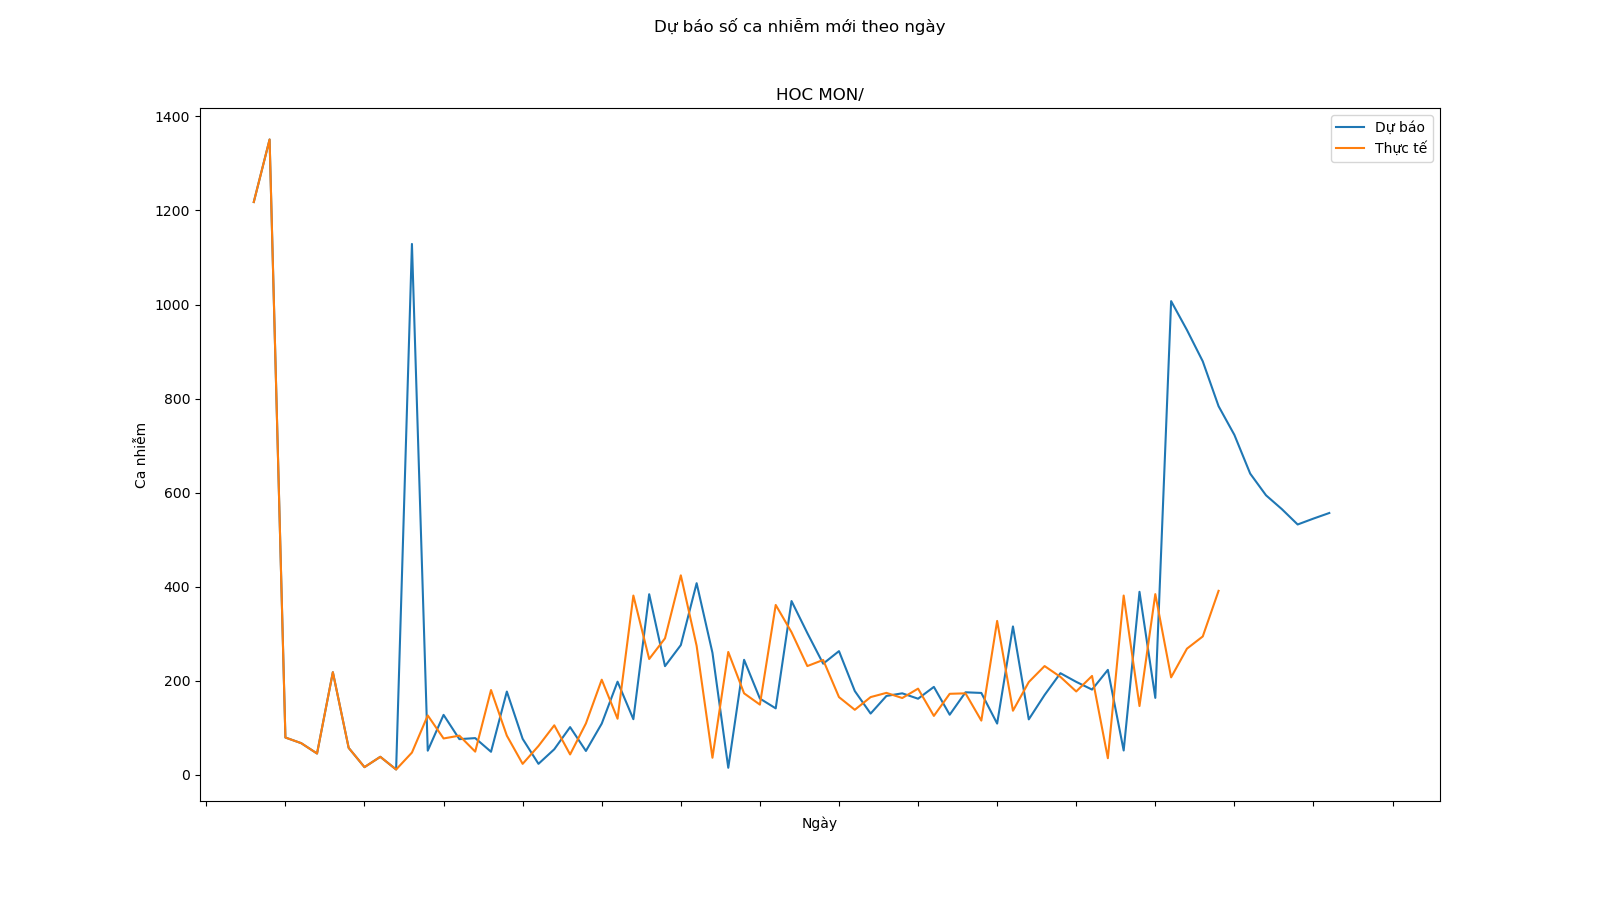 Dự báo số ca nhiễm mới theo ngày
HOC MON/
1400
1200
1000
800
600
400
200
0
Ca nhiễm
Ngày
Dự báo
Thực tế